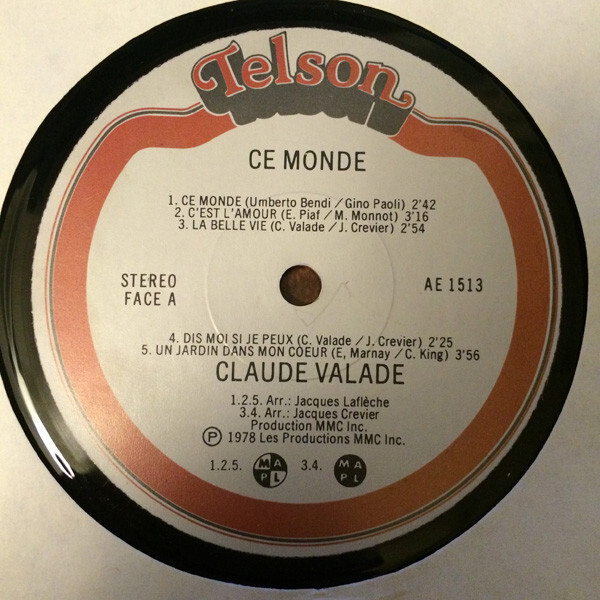 Telson
CE MONDE
1. CE MONDE (Umberto Bendi / Gino Paoli) 2'42
2. C'EST L'AMOUR (E. Piaf / M. Monnot) 3'16
3. LA BELLE VIE (C. Valade / J. Crevier) 2'54
STEREO
FACE A
AE 1513
4. DIS MOI SI JE PEUX (C. Valade / J. Crevier) 2'25
5. UN JARDIN DANS MON COEUR (E, Marnay / C. King) 3'56
CLAUDE VALADE
1.2.5. Arr.: Jacques Laflèche
3.4. Arr.: Jacques Crevier
Production MMC Inc.
Ⓟ 1978 Les Productions MMC Inc.
1.2.5. M A P L 3.4. M A P L